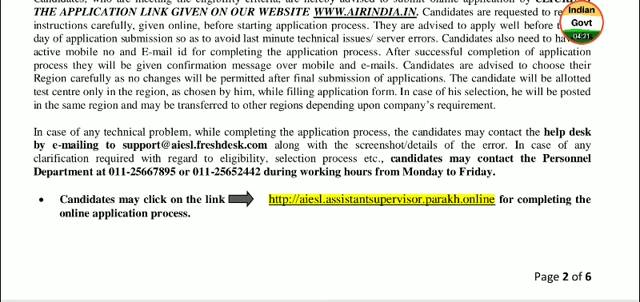 THE APPLICATION LINK GIVEN ON OUR WEBSITE WWW.AIRINDIA.IN. Candidates are requested to
instructions carefully, given online, before starting application process. They are advised to apply well before
day of application submission so as to avoid last minute technical issues/ server errors. Candidates also need to
active mobile no and E-mail id for completing the application process. After successful completion of application
process they will be given confirmation message over mobile and e-mails. Candidates are advised to choose their
Region carefully as no changes will be permitted after final submission of applications. The candidate will be allotted
test centre only in the region, as chosen by him, while filling application form. In case of his selection, he will be posted
in the same region and may be transferred to other regions depending upon company's requirement.
In case of any technical problem, while completing the application process, the candidates may contact the help desk
by e-mailing to support@aiesl.freshdesk.com along with the screenshot/details of the error. In case of any
clarification required with regard to eligibility, selection process etc., candidates may contact the Personnel
Department at 011-25667895 or 011-25652442 during working hours from Monday to Friday.
• Candidates may click on the link http://aiesl.assistantsupervisor.parakh.online for completing the
online application process.
Page 2 of 6
Indian
Govt
04:21